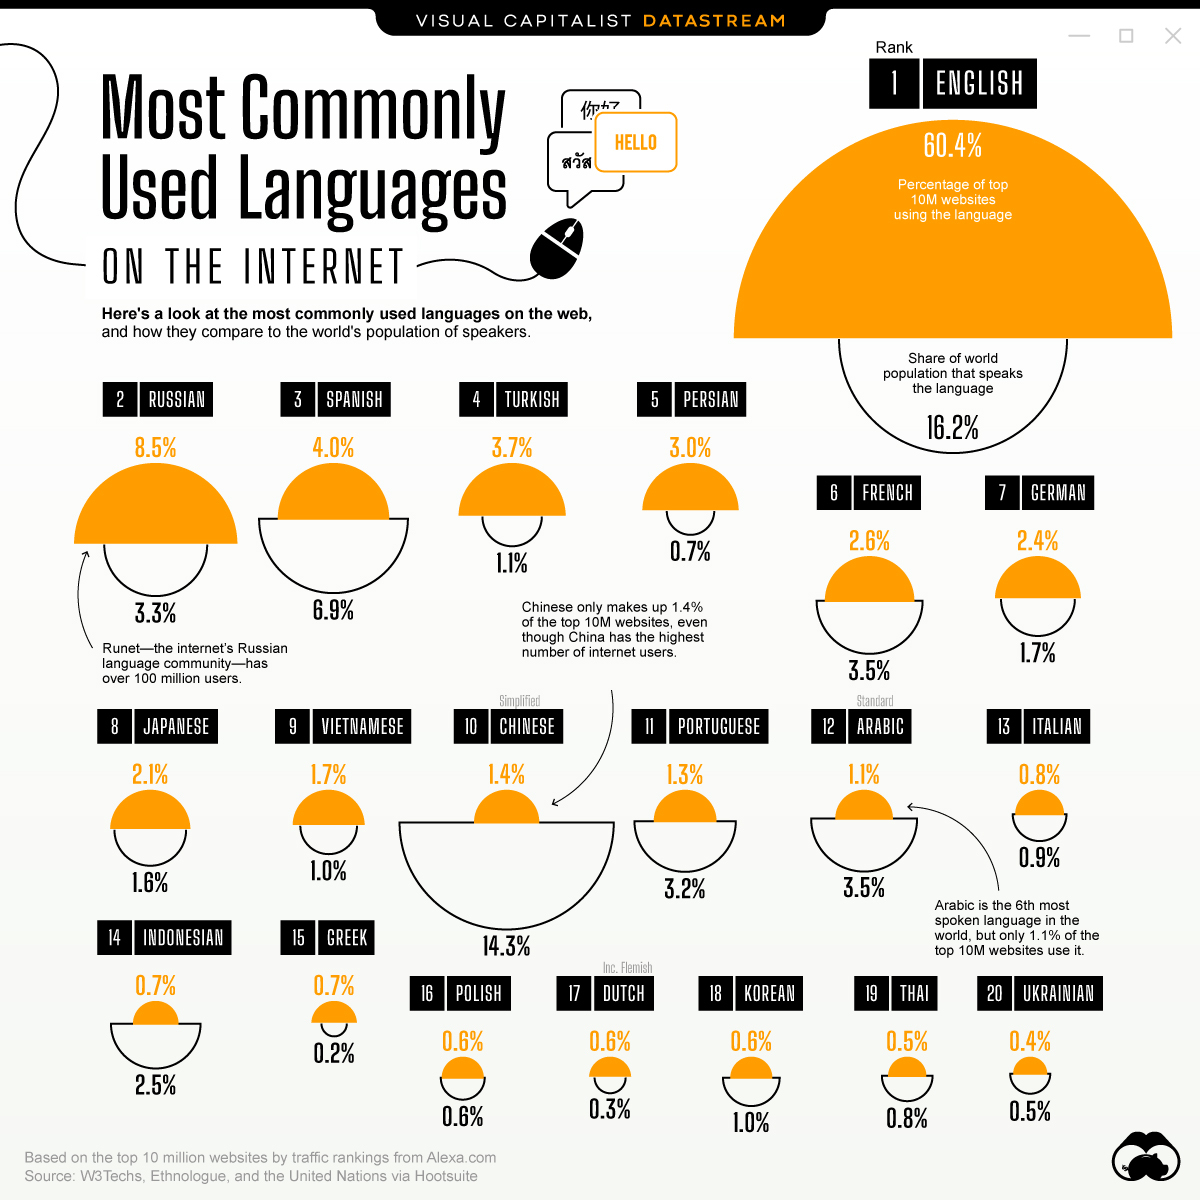 VISUAL CAPITALIST DATASTREAM
Most Commonly
Used Languages
ON THE INTERNET
你好
สวัส
HELLO
Here's a look at the most commonly used languages on the web,
and how they compare to the world's population of speakers.
Rank
1 ENGLISH
60.4%
Percentage of top
10M websites
using the language
Share of world
population that speaks
the language
16.2%
2 RUSSIAN
8.5%
3.3%
Runet—the internet's Russian
language community—has
over 100 million users.
3 SPANISH
4.0%
6.9%
4 TURKISH
3.7%
1.1%
5 PERSIAN
3.0%
0.7%
6 FRENCH
2.6%
3.5%
7 GERMAN
2.4%
1.7%
8 JAPANESE
2.1%
1.6%
9 VIETNAMESE
1.7%
1.0%
Chinese only makes up 1.4%
of the top 10M websites, even
though China has the highest
number of internet users.
Simplified
10 CHINESE
1.4%
14.3%
11 PORTUGUESE
1.3%
3.2%
Standard
12 ARABIC
1.1%
3.5%
Arabic is the 6th most
spoken language in the
world, but only 1.1% of the
top 10M websites use it.
13 ITALIAN
0.8%
0.9%
14 INDONESIAN
0.7%
2.5%
15 GREEK
0.7%
0.2%
16 POLISH
0.6%
0.6%
Inc. Flemish
17 DUTCH
0.6%
0.3%
18 KOREAN
0.6%
1.0%
19 THAI
0.5%
0.8%
20 UKRAINIAN
0.4%
0.5%
Based on the top 10 million websites by traffic rankings from Alexa.com
Source: W3Techs, Ethnologue, and the United Nations via Hootsuite